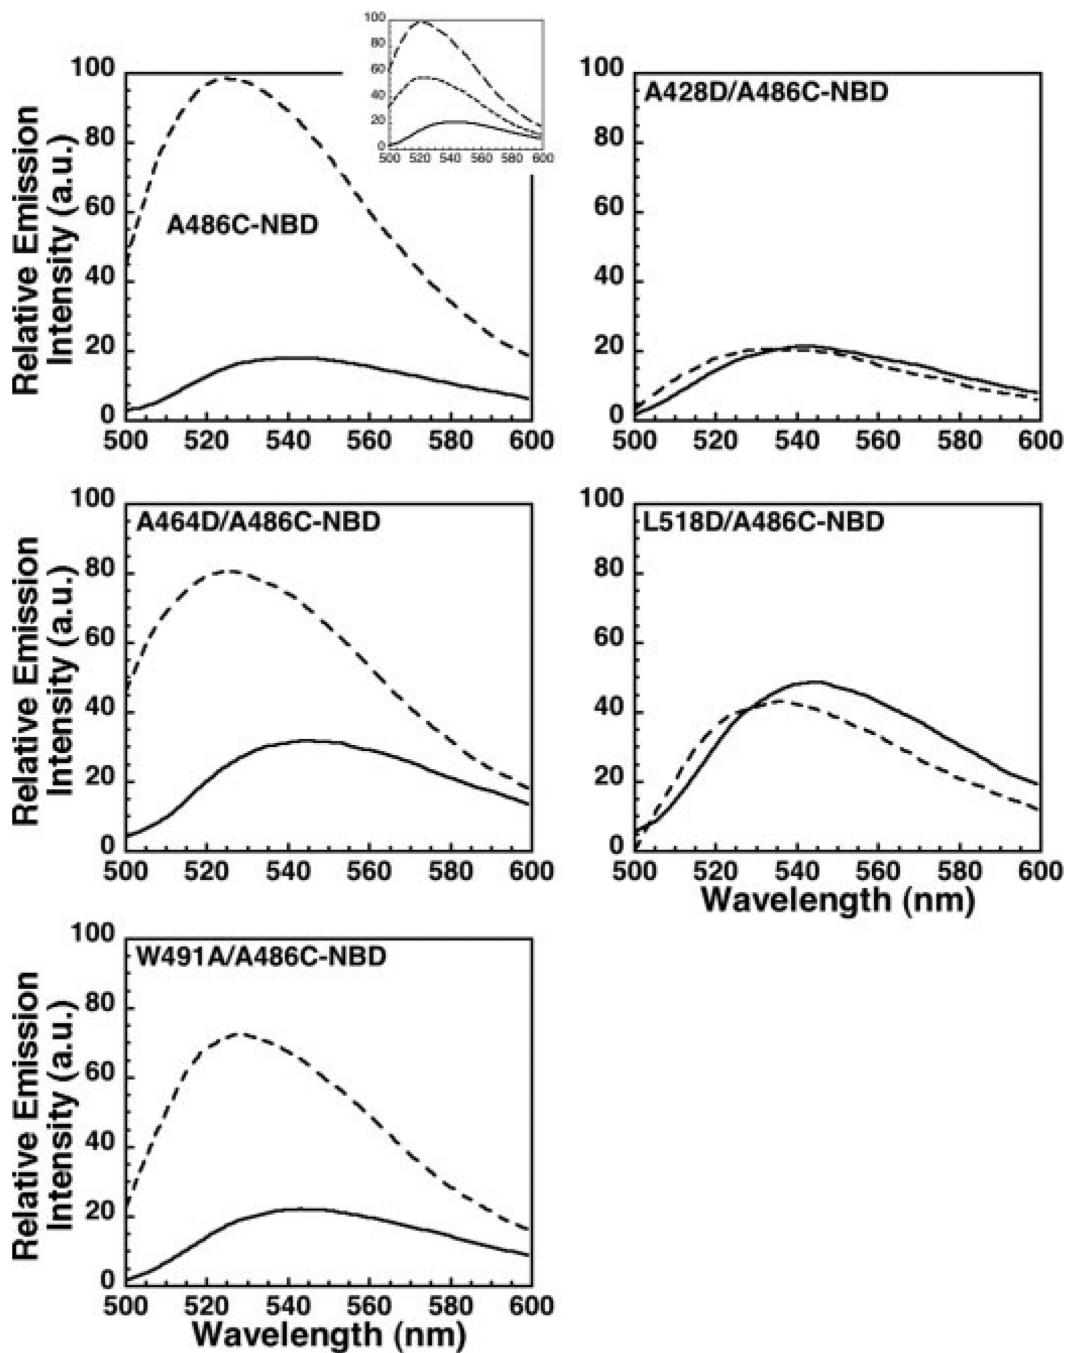 100
80
60
40
20
0
500 520 540 560 580 600
100
80
60
40
20
0
Relative Emission
Intensity (a.u.)
A486C-NBD
500 520 540 560 580 600
100
80
60
40
20
0
A428D/A486C-NBD
500 520 540 560 580 600
100
80
60
40
20
0
Relative Emission
Intensity (a.u.)
A464D/A486C-NBD
500 520 540 560 580 600
100
80
60
40
20
0
L518D/A486C-NBD
500 520 540 560 580 600
Wavelength (nm)
100
80
60
40
20
0
Relative Emission
Intensity (a.u.)
W491A/A486C-NBD
500 520 540 560 580 600
Wavelength (nm)